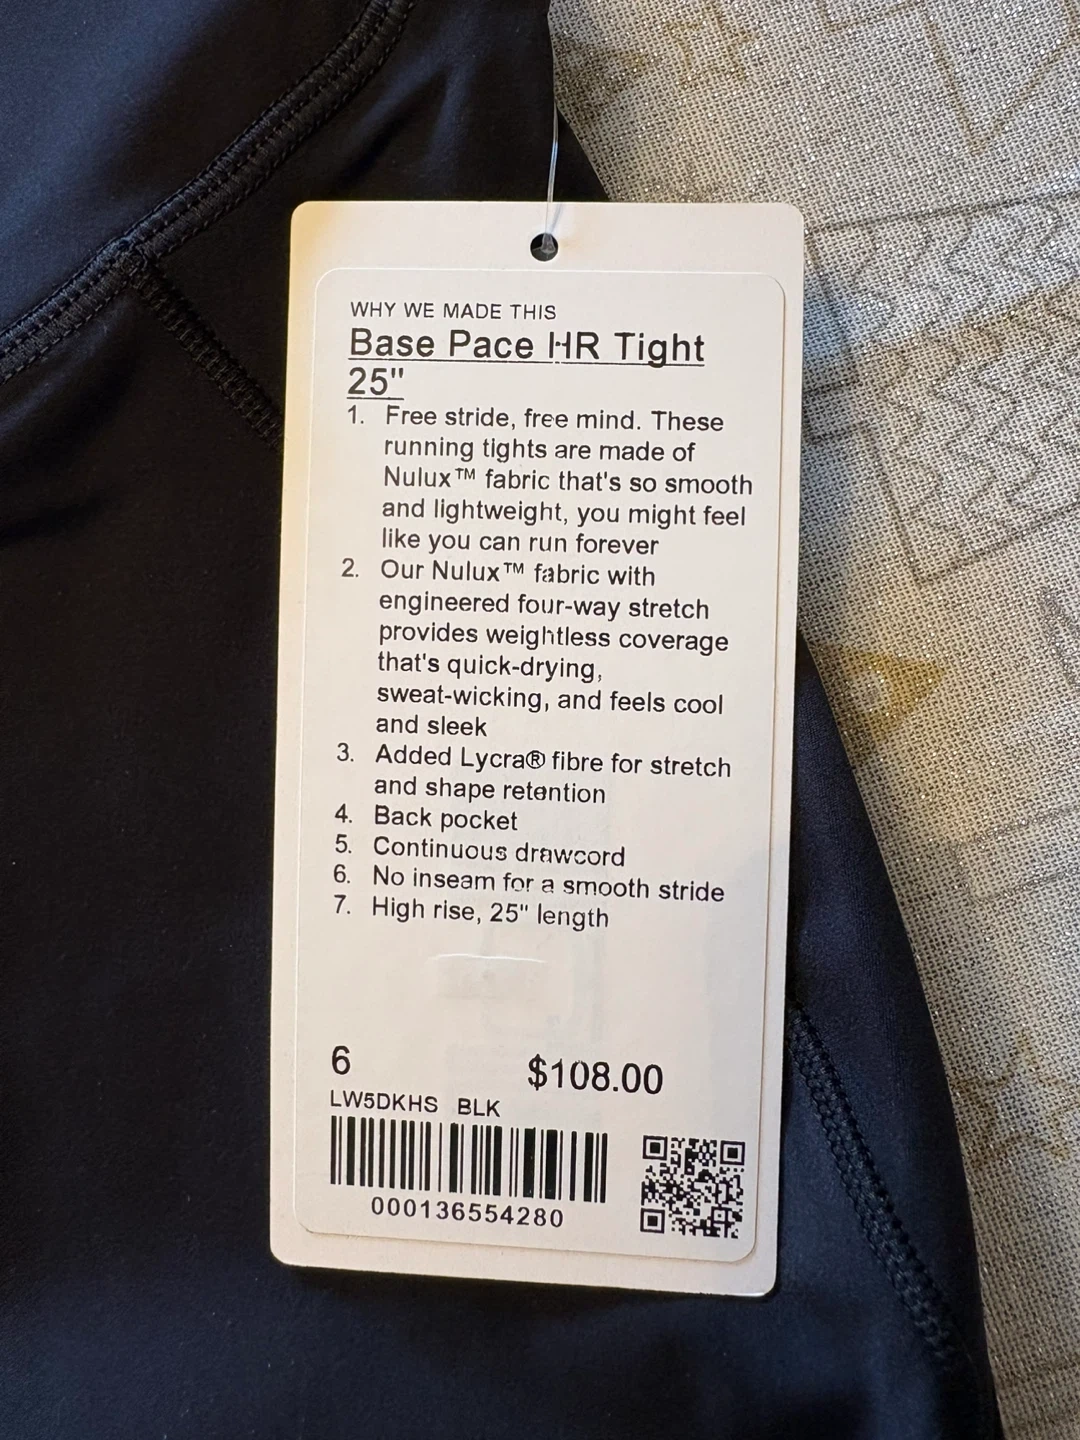 WHY WE MADE THIS
Base Pace HR Tight
25"
1. Free stride, free mind. These
running tights are made of
Nulux™ fabric that's so smooth
and lightweight, you might feel
like you can run forever
2. Our Nulux™ fabric with
engineered four-way stretch
provides weightless coverage
that's quick-drying,
sweat-wicking, and feels cool
and sleek
3. Added Lycra® fibre for stretch
and shape retention
4. Back pocket
5. Continuous drawcord
6. No inseam for a smooth stride
7. High rise, 25" length
6 $108.00
LW5DKHS BLK
000136554280